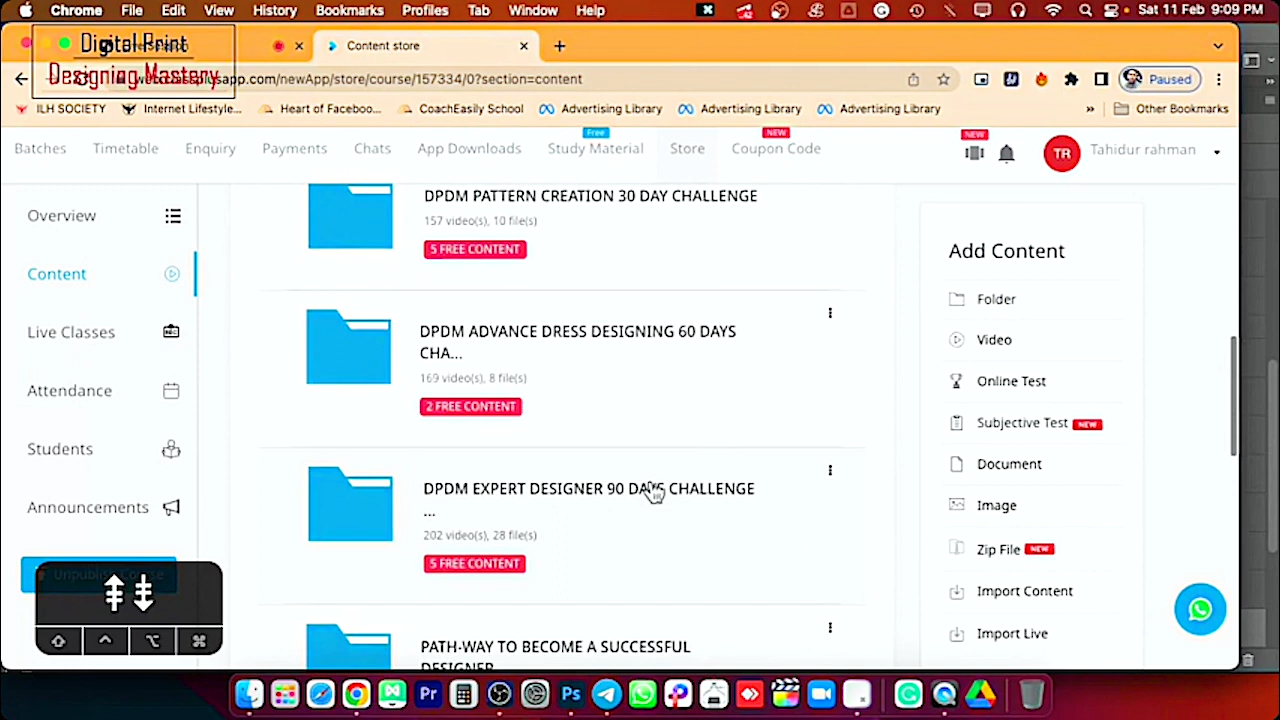 Chrome File Edit View History Bookmarks Profiles Tab Window Help Sat 11 Feb 9:09 PM
Digital Print
Designing Mastery
Content store
app.com/newApp/store/course/157334/0?section=content
Paused
ILH SOCIETY Internet Lifestyle... Heart of Faceboo... CoachEasily School Advertising Library Advertising Library Advertising Library » Other Bookmarks
Free NEW NEW
Batches Timetable Enquiry Payments Chats App Downloads Study Material Store Coupon Code TR Tahidur rahman
Overview
Content
Live Classes
Attendance
Students
Announcements
Unpublish Course
DPDM PATTERN CREATION 30 DAY CHALLENGE
157 video(s), 10 file(s)
5 FREE CONTENT
DPDM ADVANCE DRESS DESIGNING 60 DAYS
CHA...
169 video(s), 8 file(s)
2 FREE CONTENT
DPDM EXPERT DESIGNER 90 DAYS CHALLENGE
...
202 video(s), 28 file(s)
5 FREE CONTENT
PATH-WAY TO BECOME A SUCCESSFUL
DESIGNER
Add Content
Folder
Video
Online Test
Subjective Test NEW
Document
Image
Zip File NEW
Import Content
Import Live
Pr Ps